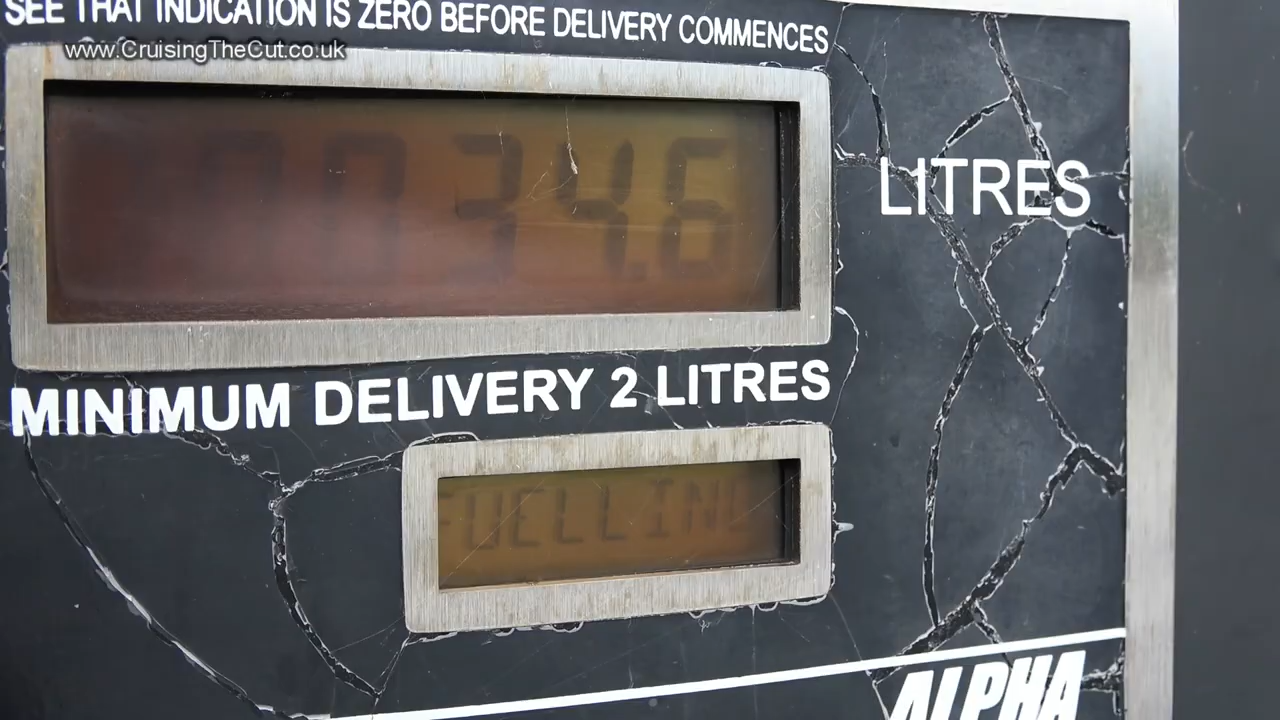 SEE THAT INDICATION IS ZERO BEFORE DELIVERY COMMENCES
www.CruisingTheCut.co.uk
0034.6
LITRES
MINIMUM DELIVERY 2 LITRES
FUELLING
ALPHA